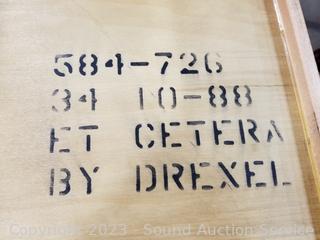 584-726
34 10-88
ET CETERA
BY DREXEL
Copyright 2023 - Sound Auction Service